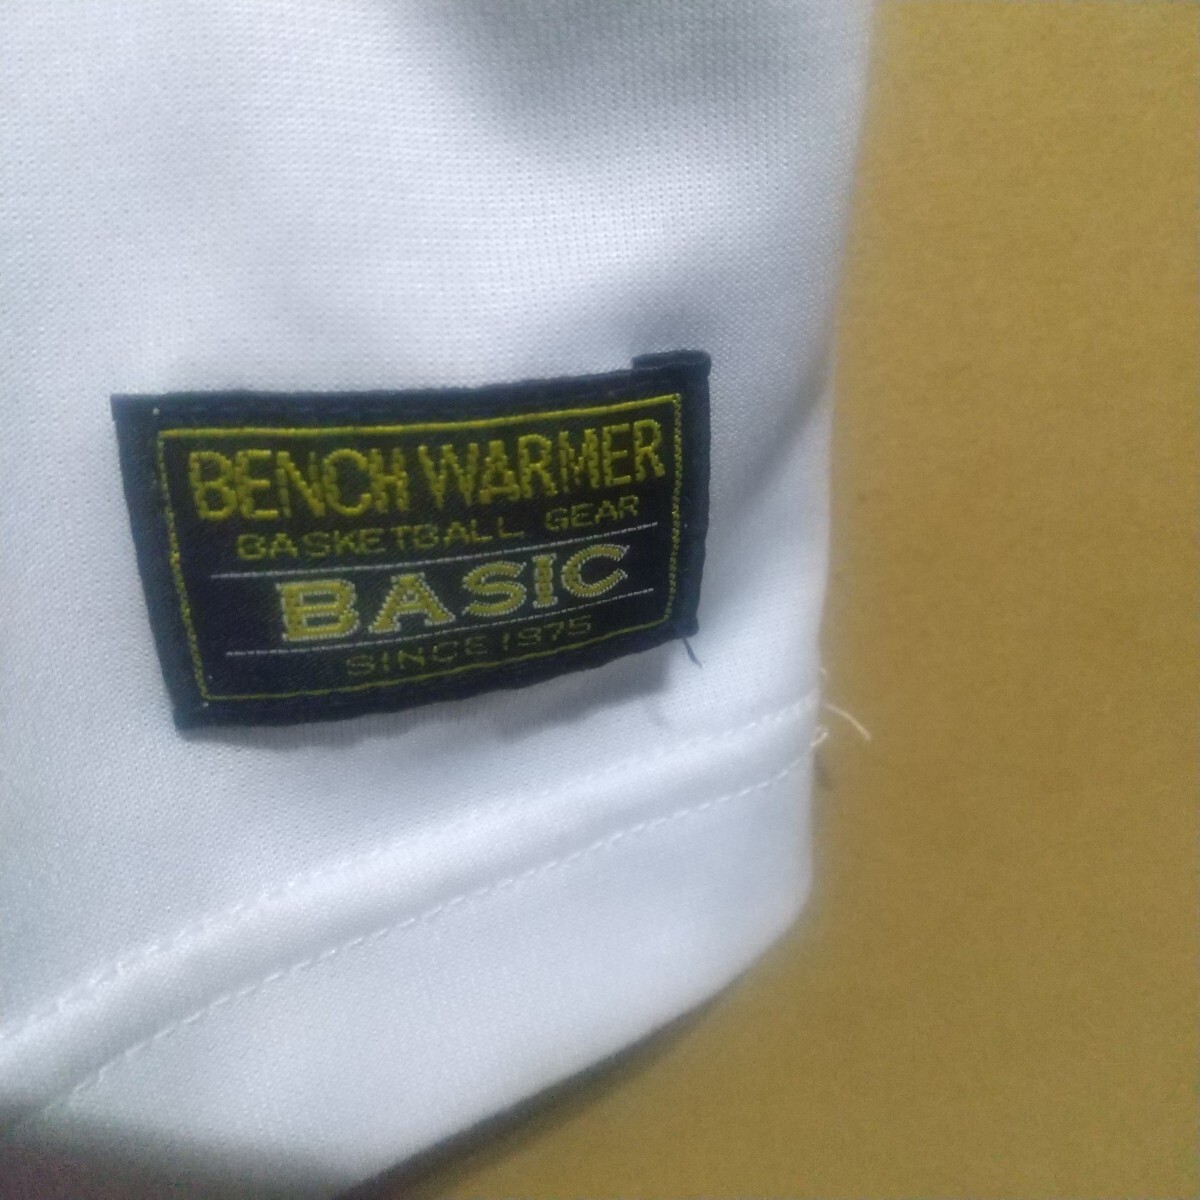 BENCH WARMER
BASKETBALL GEAR
BASIC
SINCE 1975